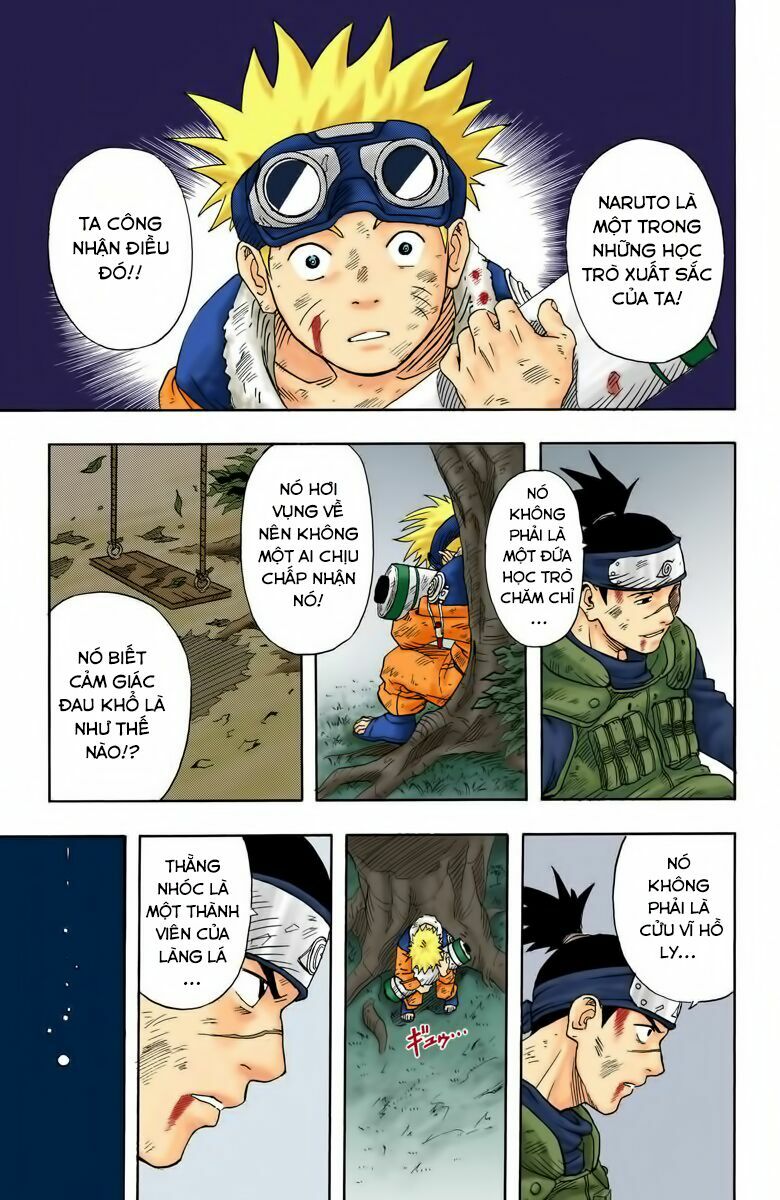 NARUTO LÀ
MỘT TRONG
NHỮNG HỌC
TRÒ XUẤT SẮC
CỦA TA!
TA CÔNG
NHẬN ĐIỀU
ĐÓ!!
NÓ
KHÔNG
PHẢI LÀ
MỘT ĐỨA
HỌC TRÒ
CHĂM CHỈ
...
NÓ HƠI
VỤNG VỀ
NÊN KHÔNG
MỘT AI CHỊU
CHẤP NHẬN
NÓ!
NÓ BIẾT
CẢM GIÁC
ĐAU KHỔ LÀ
NHƯ THẾ
NÀO!?
NÓ
KHÔNG
PHẢI LÀ
CỬU VĨ HỒ
LY...
ギュゥ...
THẰNG
NHÓC LÀ
MỘT THÀNH
VIÊN CỦA
LÀNG LÁ
...